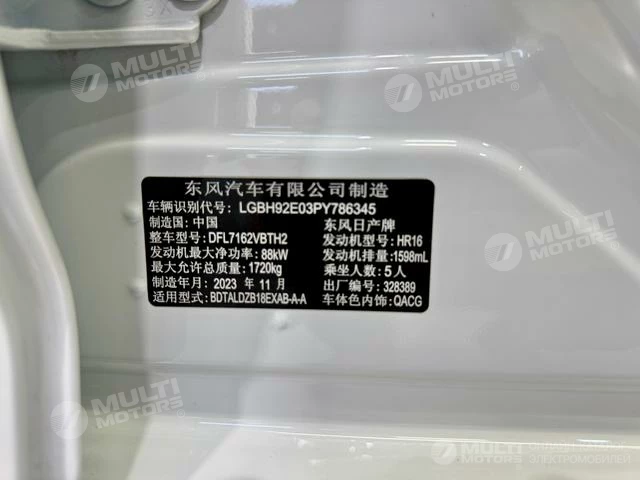 东风汽车有限公司制造
车辆识别代号: LGBH92E03PY786345
制造国: 中国 东风日产牌
整车型号: DFL7162VBTH2 发动机型号: HR16
发动机最大净功率: 88kW 发动机排量: 1598mL
最大允许总质量: 1720kg 乘坐人数: 5人
制造年月: 2023 年 11 月 出厂编号: 328389
适用型式: BDTALDZB18EXAB-A-A 车体色内饰: QACG
MULTI MOTORS®
MULTI MOTORS®
MULTI MOTORS®
MULTI MOTORS®
MULTI MOTORS
ЭЛЕКТРОМОБИЛЕЙ